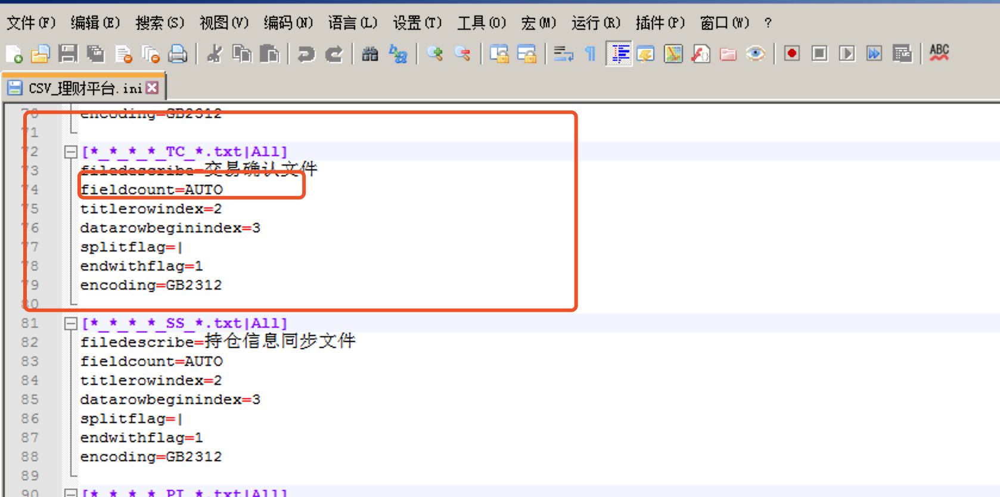 文件(F) 编辑(E) 搜索(S) 视图(V) 编码(N) 语言(L) 设置(T) 工具(O) 宏(M) 运行(R) 插件(P) 窗口(W) ?
ABC
CSV_理财平台.ini
70 encoding=GB2312
71
72 [*_*_*_*_TC_*.txt|All]
73 filedescribe=交易确认文件
74 fieldcount=AUTO
75 titlerowindex=2
76 datarowbeginindex=3
77 splitflag=|
78 endwithflag=1
79 encoding=GB2312
80
81 [*_*_*_*_SS_*.txt|All]
82 filedescribe=持仓信息同步文件
83 fieldcount=AUTO
84 titlerowindex=2
85 datarowbeginindex=3
86 splitflag=|
87 endwithflag=1
88 encoding=GB2312
89
90 [*_*_*_*_PT_*.txt|All]